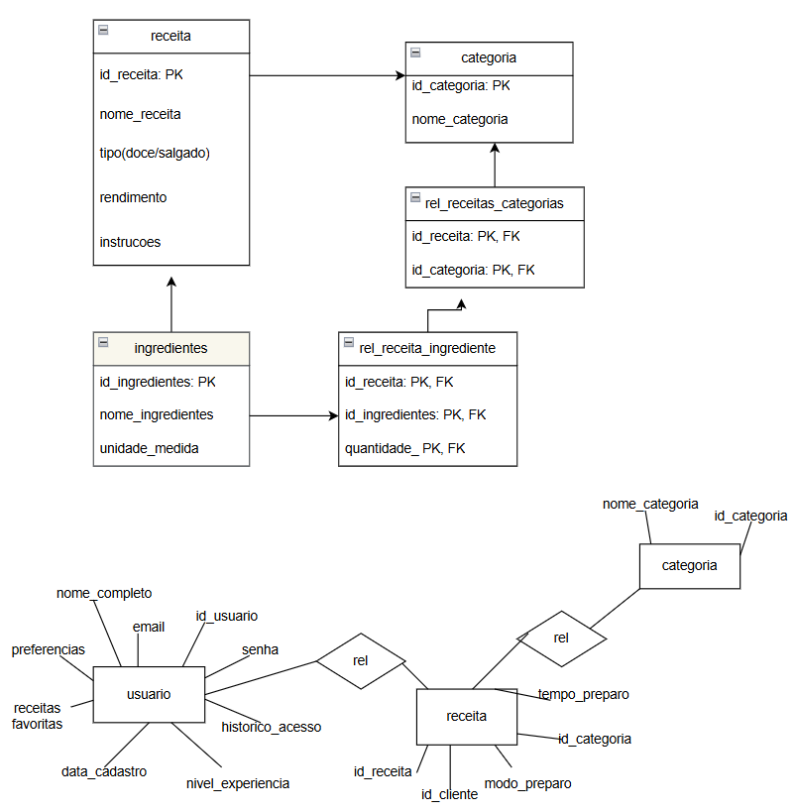 receita
id_receita: PK
nome_receita
tipo(doce/salgado)
rendimento
instrucoes
categoria
id_categoria: PK
nome_categoria
rel_receitas_categorias
id_receita: PK, FK
id_categoria: PK, FK
ingredientes
id_ingredientes: PK
nome_ingredientes
unidade_medida
rel_receita_ingrediente
id_receita: PK, FK
id_ingredientes: PK, FK
quantidade_ PK, FK
nome_categoria
id_categoria
categoria
rel
nome_completo
email
id_usuario
preferencias
senha
usuario
receitas
favoritas
historico_acesso
data_cadastro
nivel_experiencia
rel
tempo_preparo
receita
id_categoria
id_receita
id_cliente
modo_preparo